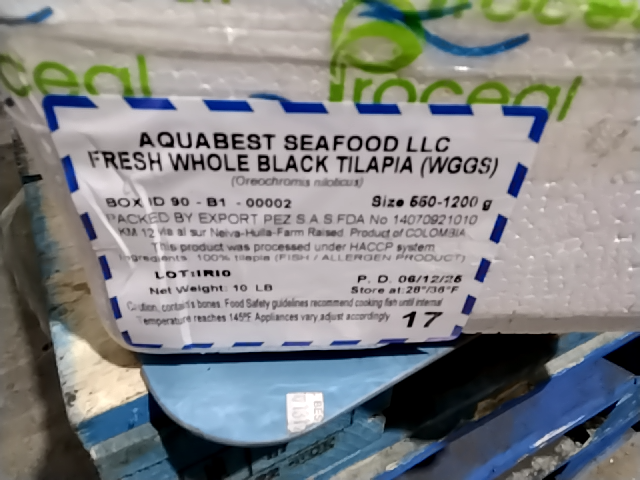 Proceal
AQUABEST SEAFOOD LLC
FRESH WHOLE BLACK TILAPIA (WGGS)
(Oreochromis niloticus)
BOX ID 90 - B1 - 00002 Size 550-1200 g
PACKED BY EXPORT PEZ S.A.S FDA No 14070921010
KM 12 via al sur Neiva-Huila-Farm Raised. Product of COLOMBIA
This product was processed under HACCP system.
Ingredients: 100% tilapia (FISH / ALLERGEN PRODUCT)
LOT:IRIO P. D. 06/12/25
Net Weight: 10 LB Store at:28°/36°F
Caution, contains bones. Food Safety guidelines recommend cooking fish until internal
Temperature reaches 145ºF Appliances vary,adjust accordingly 17